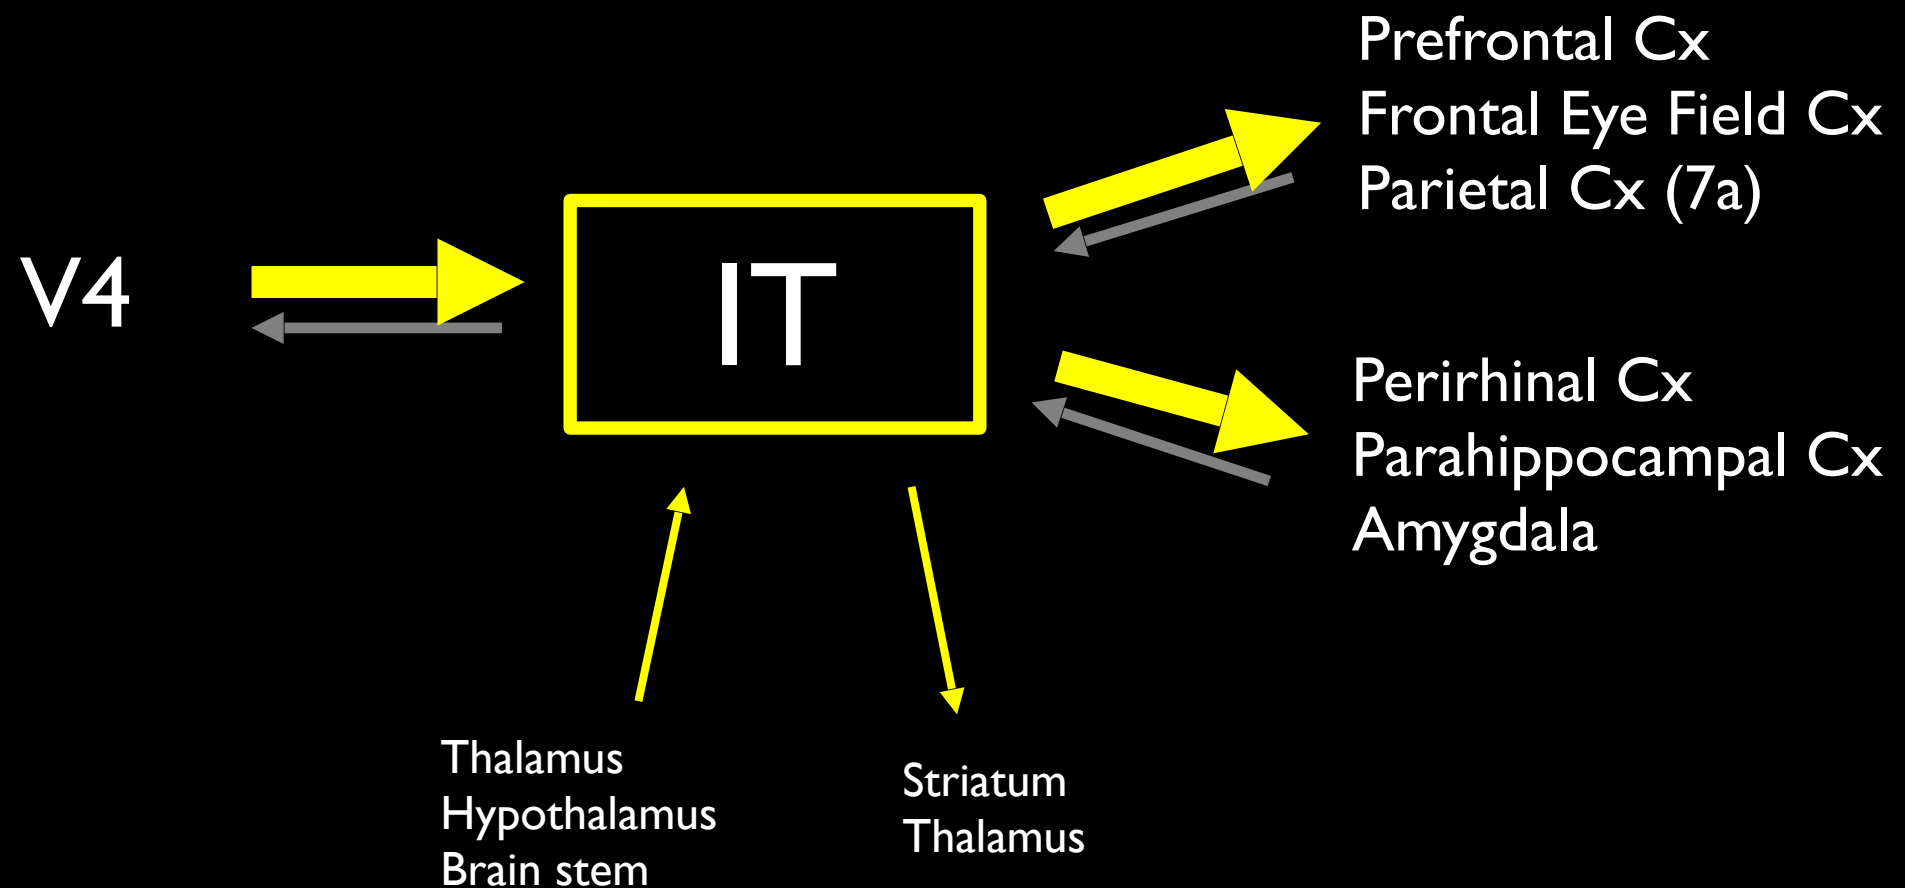 Prefrontal Cx
Frontal Eye Field Cx
Parietal Cx (7a)
V4
IT
Perirhinal Cx
Parahippocampal Cx
Amygdala
Thalamus
Hypothalamus
Brain stem
Striatum
Thalamus